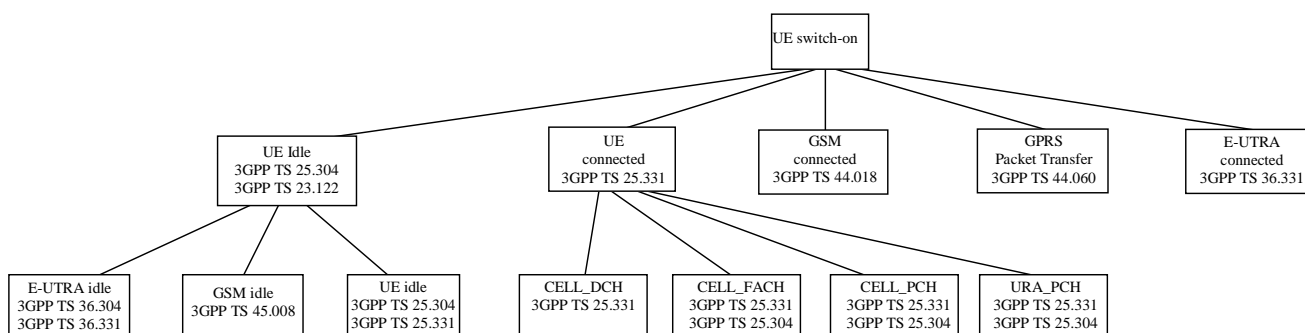 UE switch-on
UE Idle
3GPP TS 25.304
3GPP TS 23.122
UE
connected
3GPP TS 25.331
GSM
connected
3GPP TS 44.018
GPRS
Packet Transfer
3GPP TS 44.060
E-UTRA
connected
3GPP TS 36.331
E-UTRA idle
3GPP TS 36.304
3GPP TS 36.331
GSM idle
3GPP TS 45.008
UE idle
3GPP TS 25.304
3GPP TS 25.331
CELL_DCH
3GPP TS 25.331
CELL_FACH
3GPP TS 25.331
3GPP TS 25.304
CELL_PCH
3GPP TS 25.331
3GPP TS 25.304
URA_PCH
3GPP TS 25.331
3GPP TS 25.304